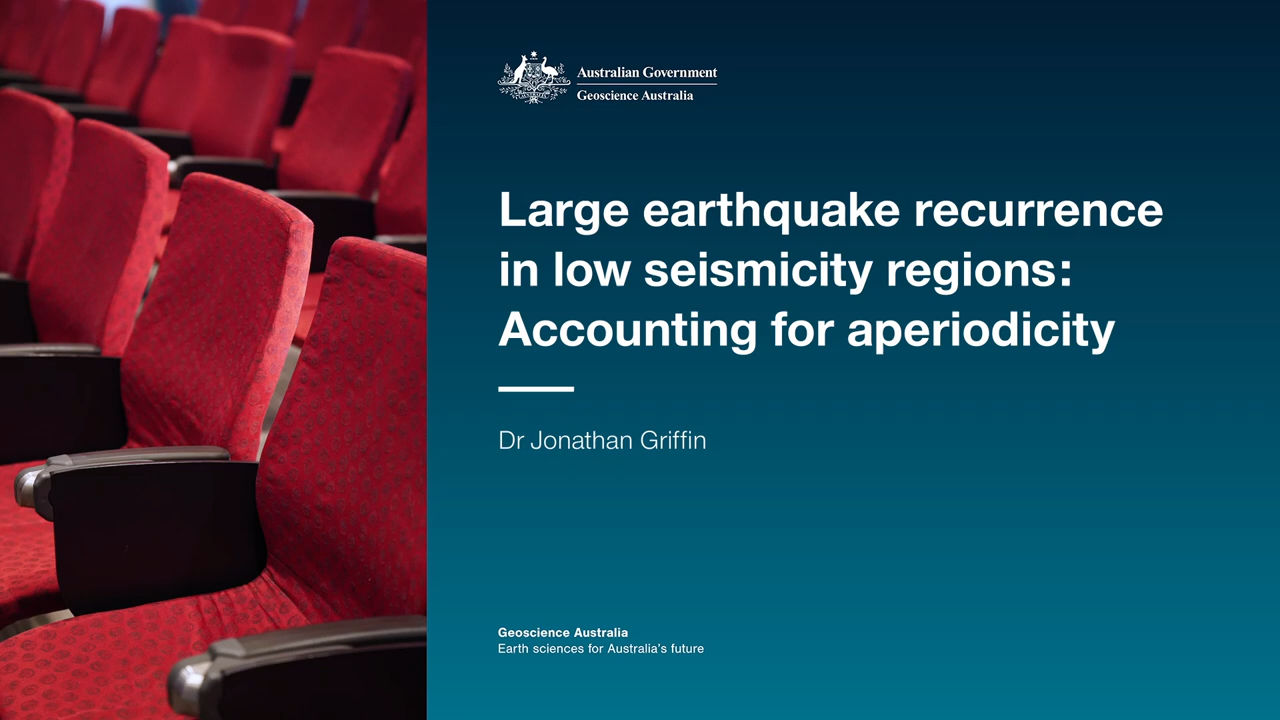 Australian Government
Geoscience Australia
Large earthquake recurrence
in low seismicity regions:
Accounting for aperiodicity
Dr Jonathan Griffin
Geoscience Australia
Earth sciences for Australia's future